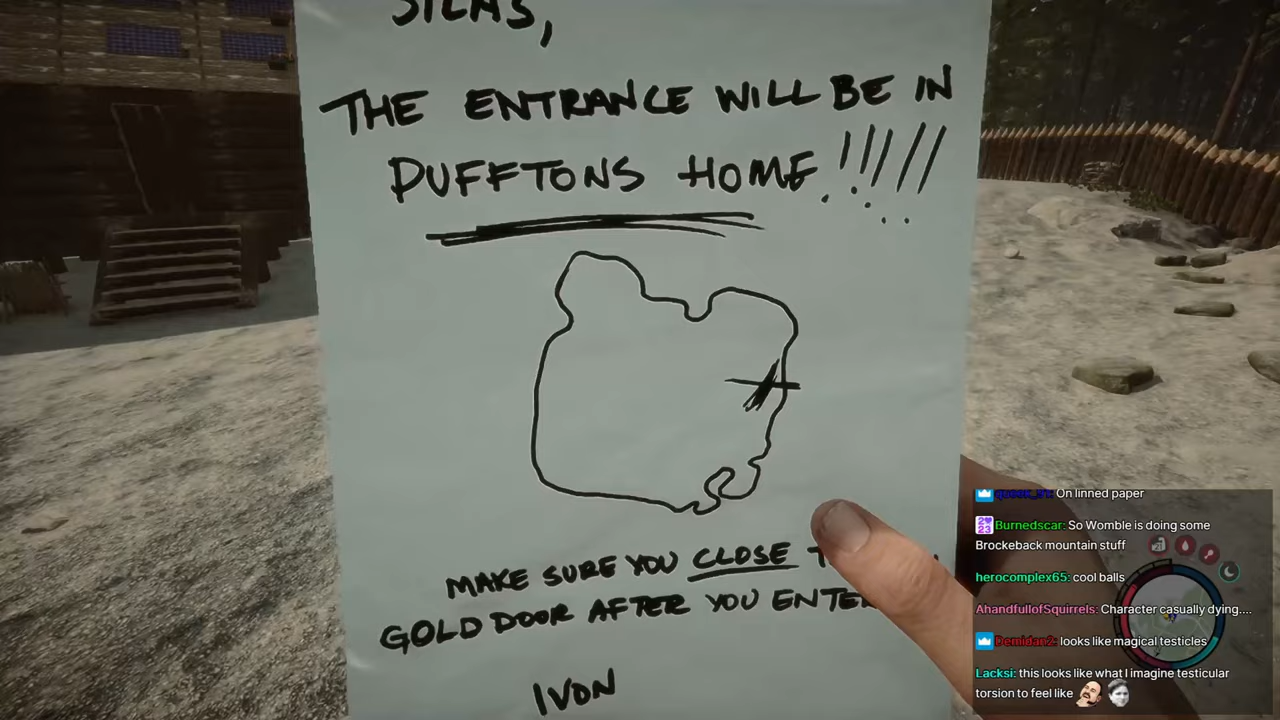 SILAS,
THE ENTRANCE WILL BE IN
PUFFTONS HOME!!!!!
MAKE SURE YOU CLOSE
GOLD DOOR AFTER YOU ENTER
IVON
On linned paper
Burnedscar: So Womble is doing some
Brockeback mountain stuff
herocomplex65: cool balls
AhandfullofSquirrels: Character casually dying....
Demidan2: looks like magical testicles
Lacksi: this looks like what I imagine testicular
torsion to feel like